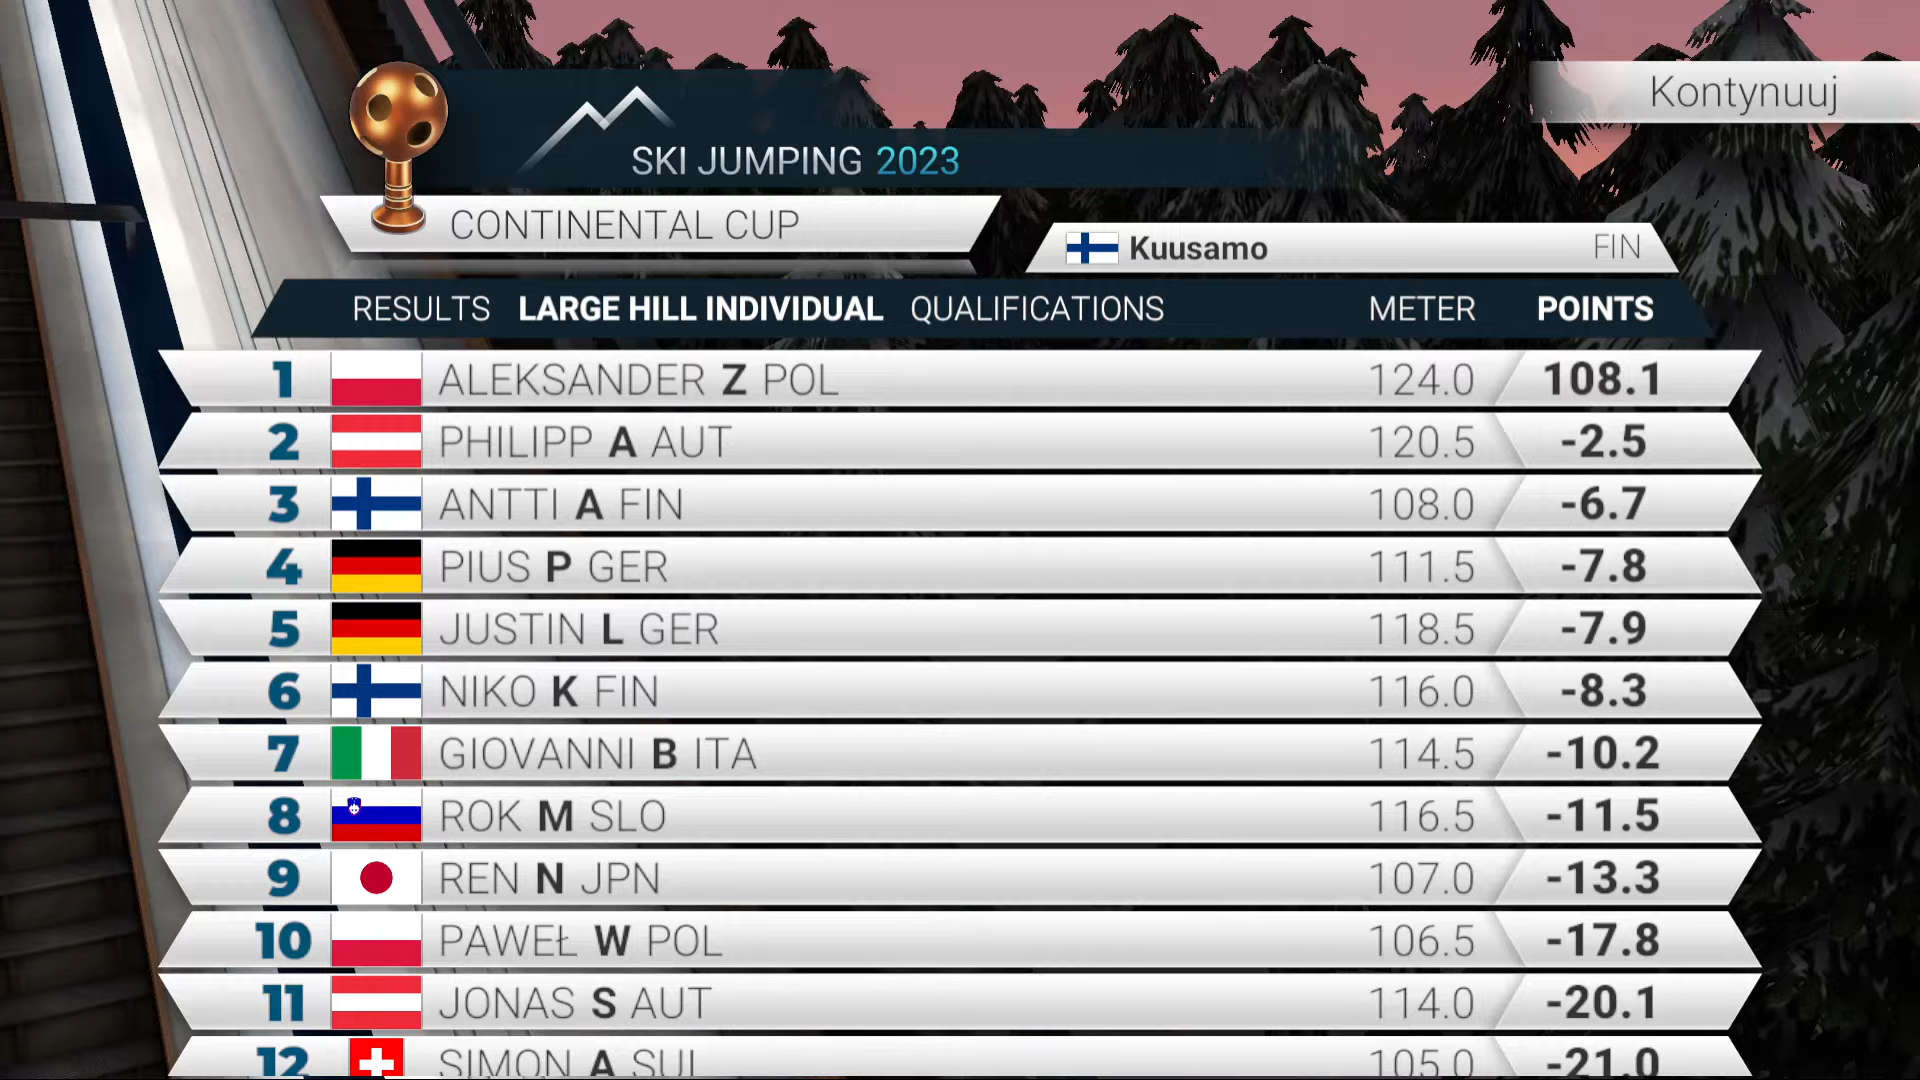 Kontynuuj
SKI JUMPING 2023
CONTINENTAL CUP
Kuusamo FIN
RESULTS LARGE HILL INDIVIDUAL QUALIFICATIONS METER POINTS
1 ALEKSANDER Z POL 124.0 108.1
2 PHILIPP A AUT 120.5 -2.5
3 ANTTI A FIN 108.0 -6.7
4 PIUS P GER 111.5 -7.8
5 JUSTIN L GER 118.5 -7.9
6 NIKO K FIN 116.0 -8.3
7 GIOVANNI B ITA 114.5 -10.2
8 ROK M SLO 116.5 -11.5
9 REN N JPN 107.0 -13.3
10 PAWEŁ W POL 106.5 -17.8
11 JONAS S AUT 114.0 -20.1
12 SIMON A SUI 105.0 -21.0